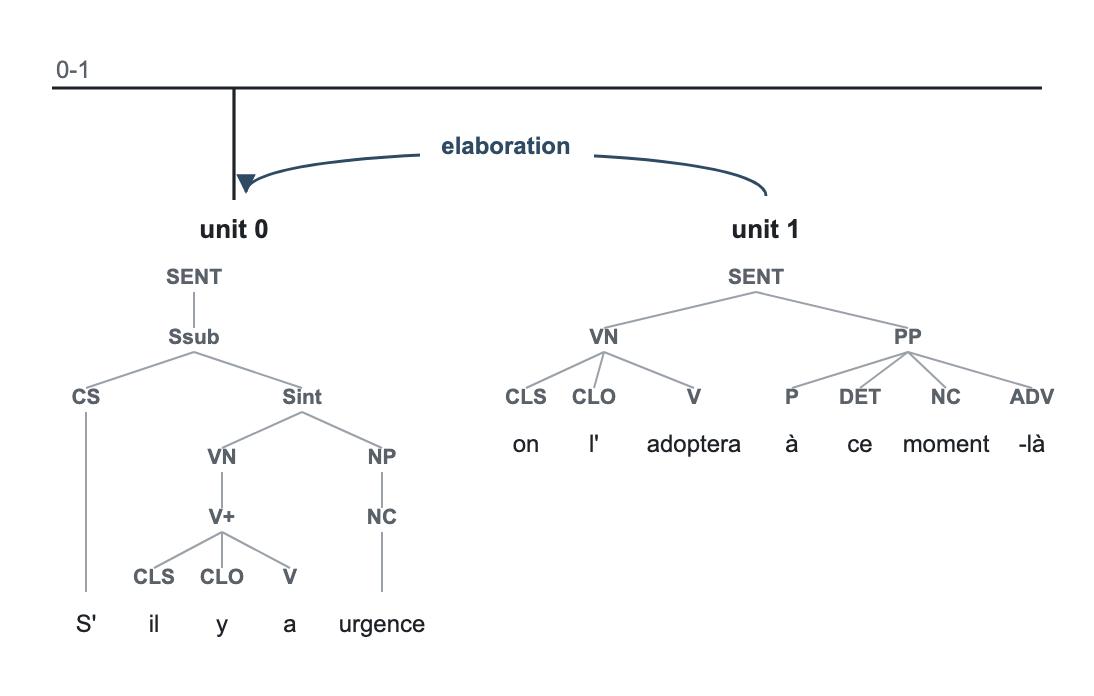 0-1
elaboration
unit 0 unit 1
SENT SENT
Ssub VN PP
CS Sint CLS CLO V P DET NC ADV
on l' adoptera à ce moment -là
VN NP
V+ NC
CLS CLO V
S' il y a urgence